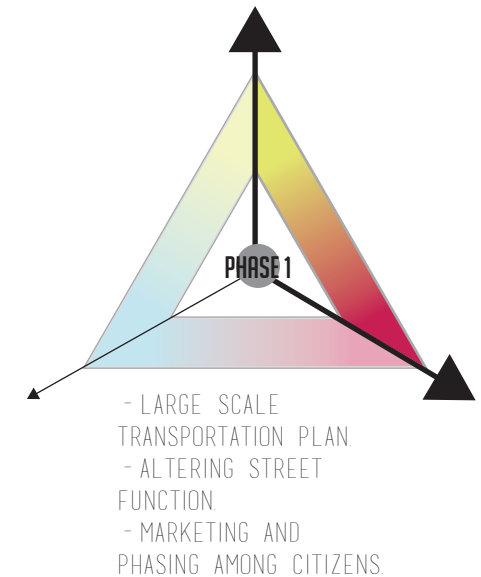 PHASE 1
- LARGE SCALE
TRANSPORTATION PLAN.
- ALTERING STREET
FUNCTION.
- MARKETING AND
PHASING AMONG CITIZENS.